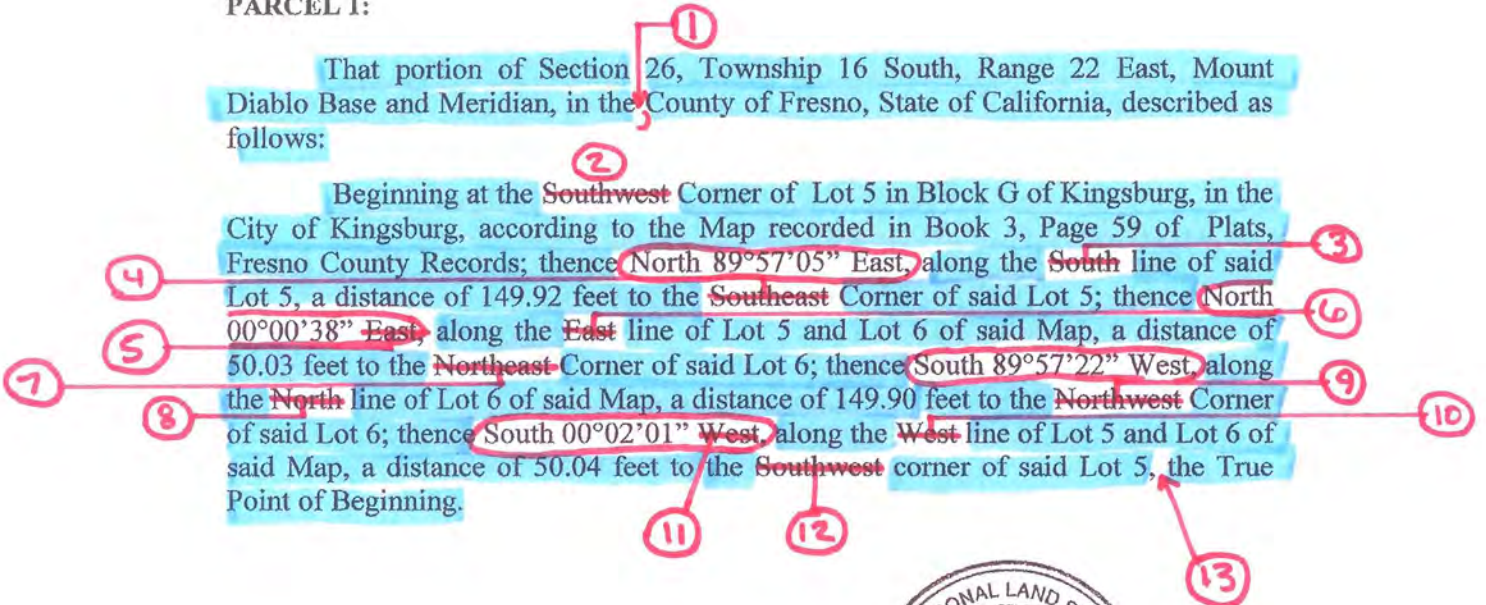 PARCEL 1:
1
That portion of Section 26, Township 16 South, Range 22 East, Mount
Diablo Base and Meridian, in the County of Fresno, State of California, described as
,
follows:
2
Beginning at the Southwest Corner of Lot 5 in Block G of Kingsburg, in the
City of Kingsburg, according to the Map recorded in Book 3, Page 59 of Plats,
3
Fresno County Records; thence North 89°57'05” East, along the South line of said
4
Lot 5, a distance of 149.92 feet to the Southeast Corner of said Lot 5; thence North
6
00°00'38” East, along the East line of Lot 5 and Lot 6 of said Map, a distance of
5
50.03 feet to the Northeast Corner of said Lot 6; thence South 89°57'22” West, along
7
9
the North line of Lot 6 of said Map, a distance of 149.90 feet to the Northwest Corner
8
10
of said Lot 6; thence South 00°02'01” West, along the West line of Lot 5 and Lot 6 of
said Map, a distance of 50.04 feet to the Southwest corner of said Lot 5, the True
Point of Beginning.
11
12
13
ONAL LAND S